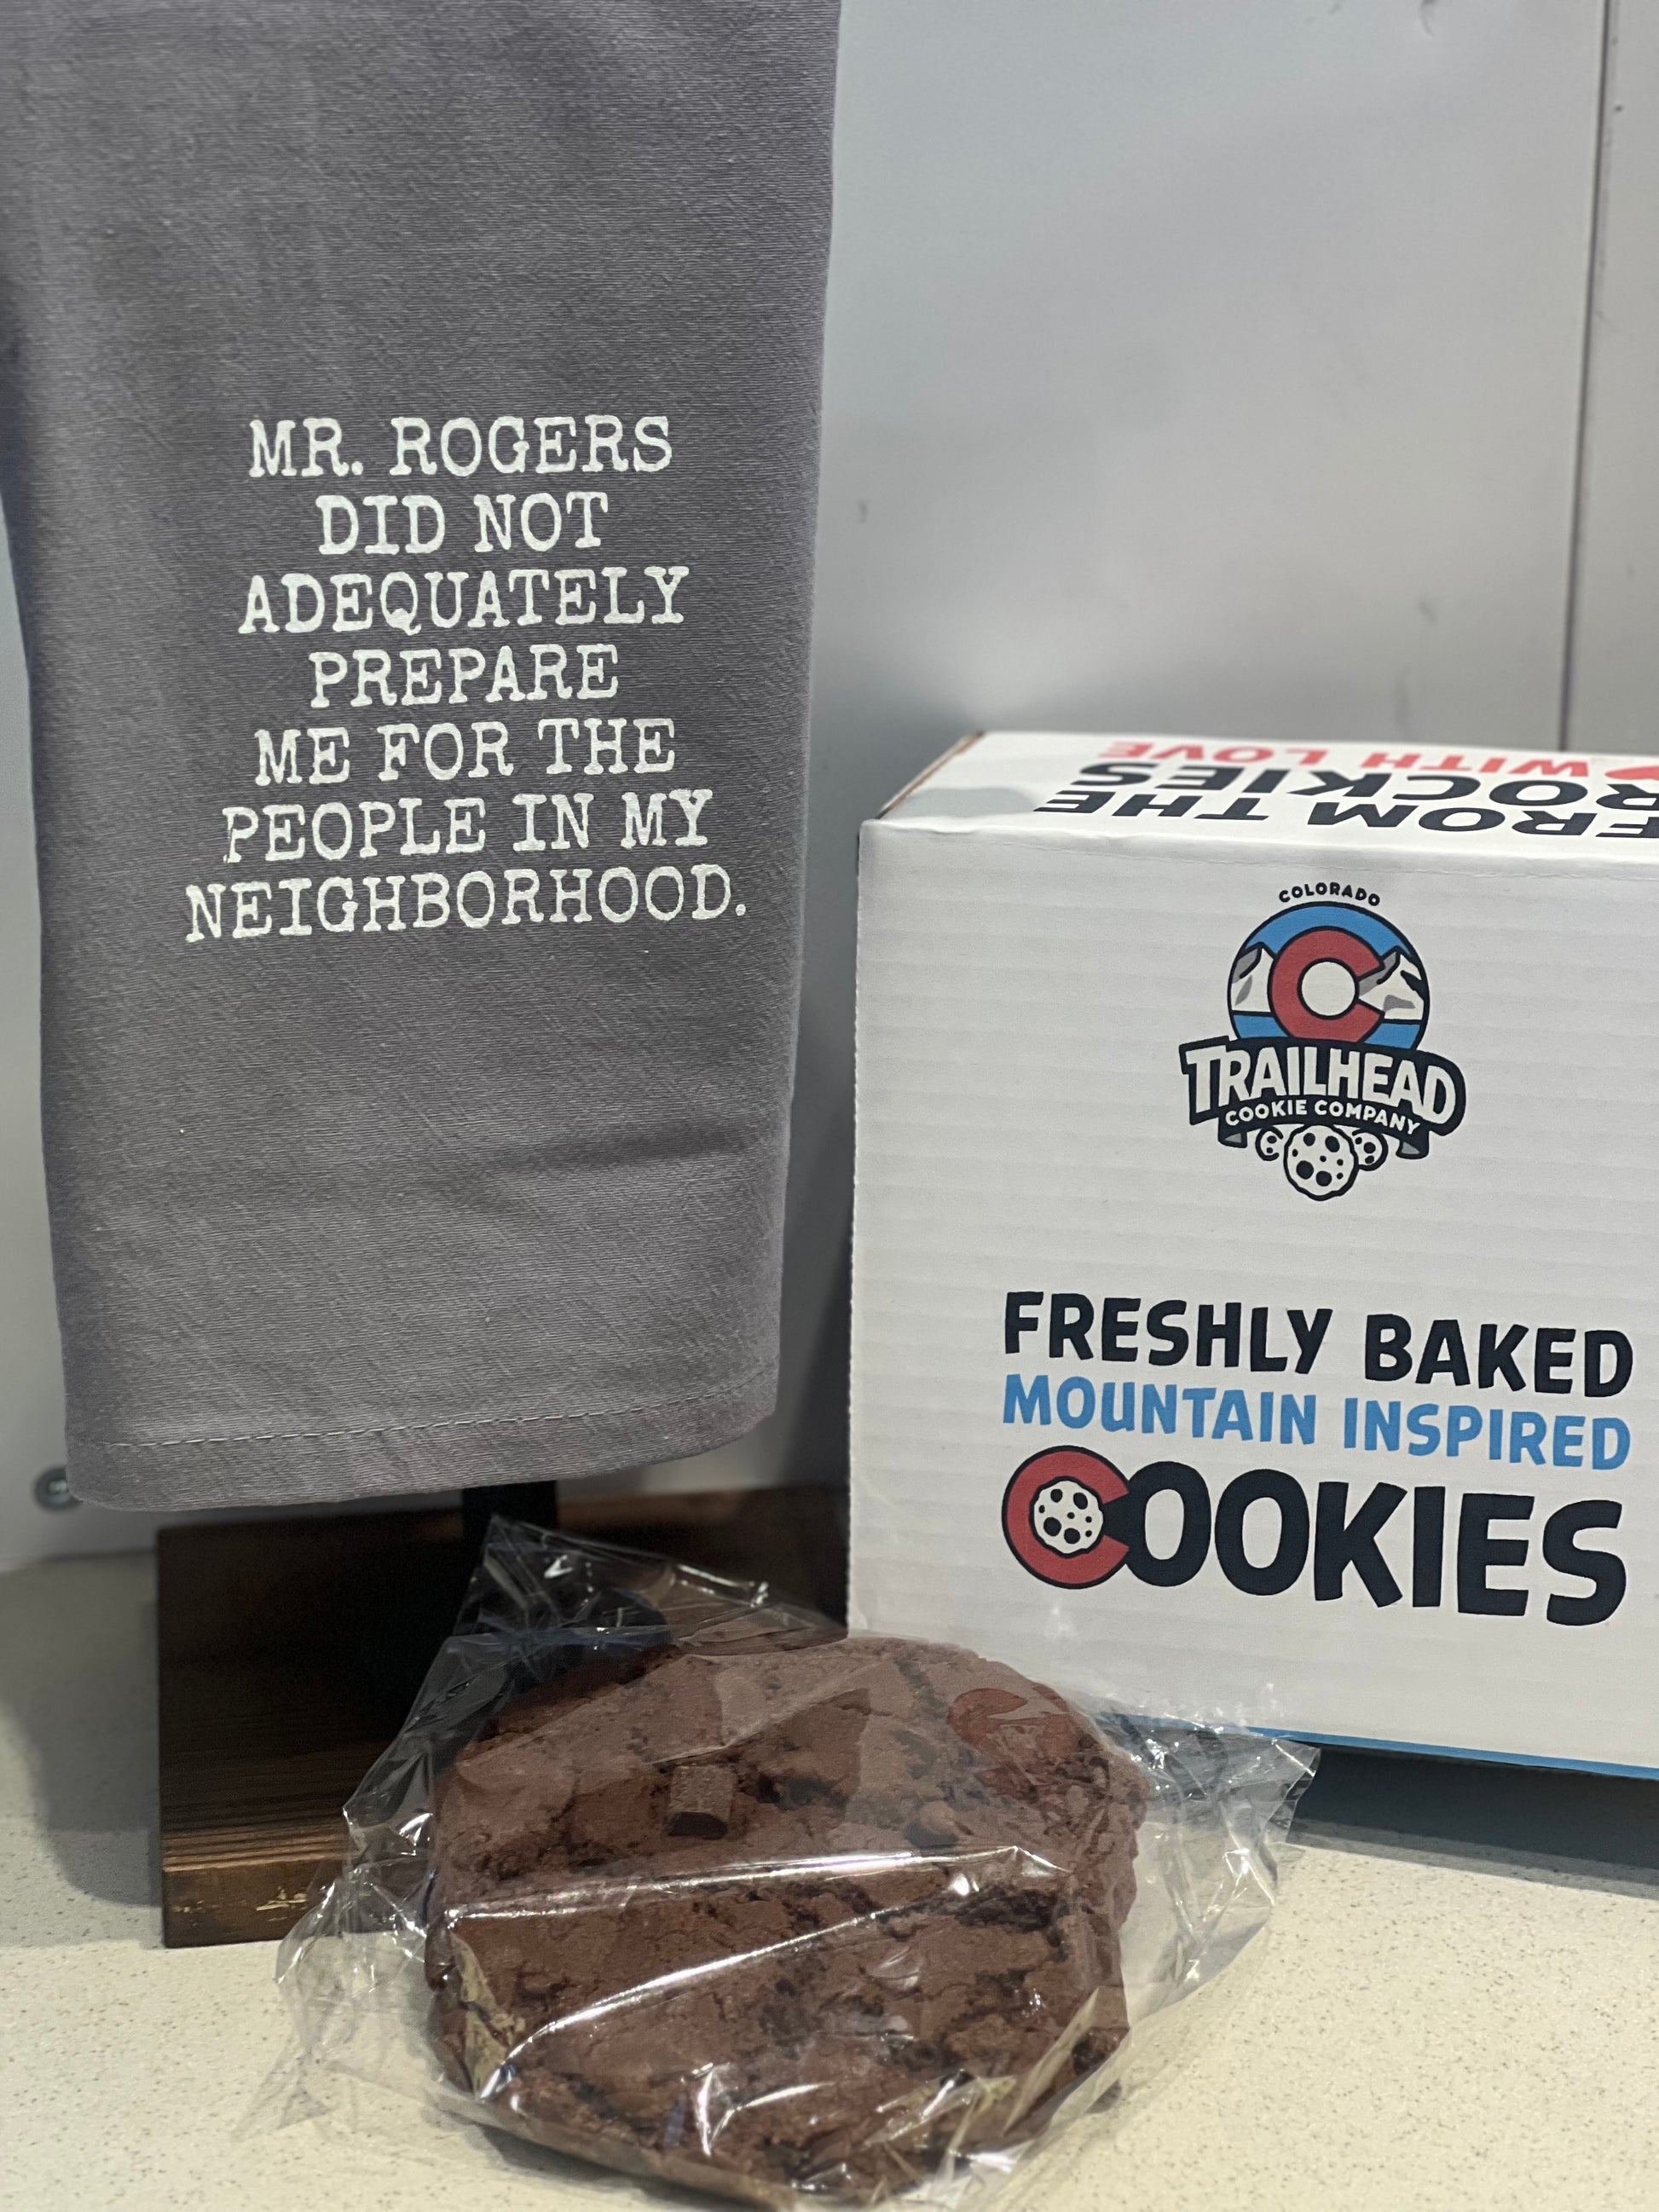 MR. ROGERS
DID NOT
ADEQUATELY
PREPARE
ME FOR THE
PEOPLE IN MY
NEIGHBORHOOD.
FROM THE
ROCKIES
WITH LOVE
COLORADO
C
TRAILHEAD
COOKIE COMPANY
FRESHLY BAKED
MOUNTAIN INSPIRED
COOKIES